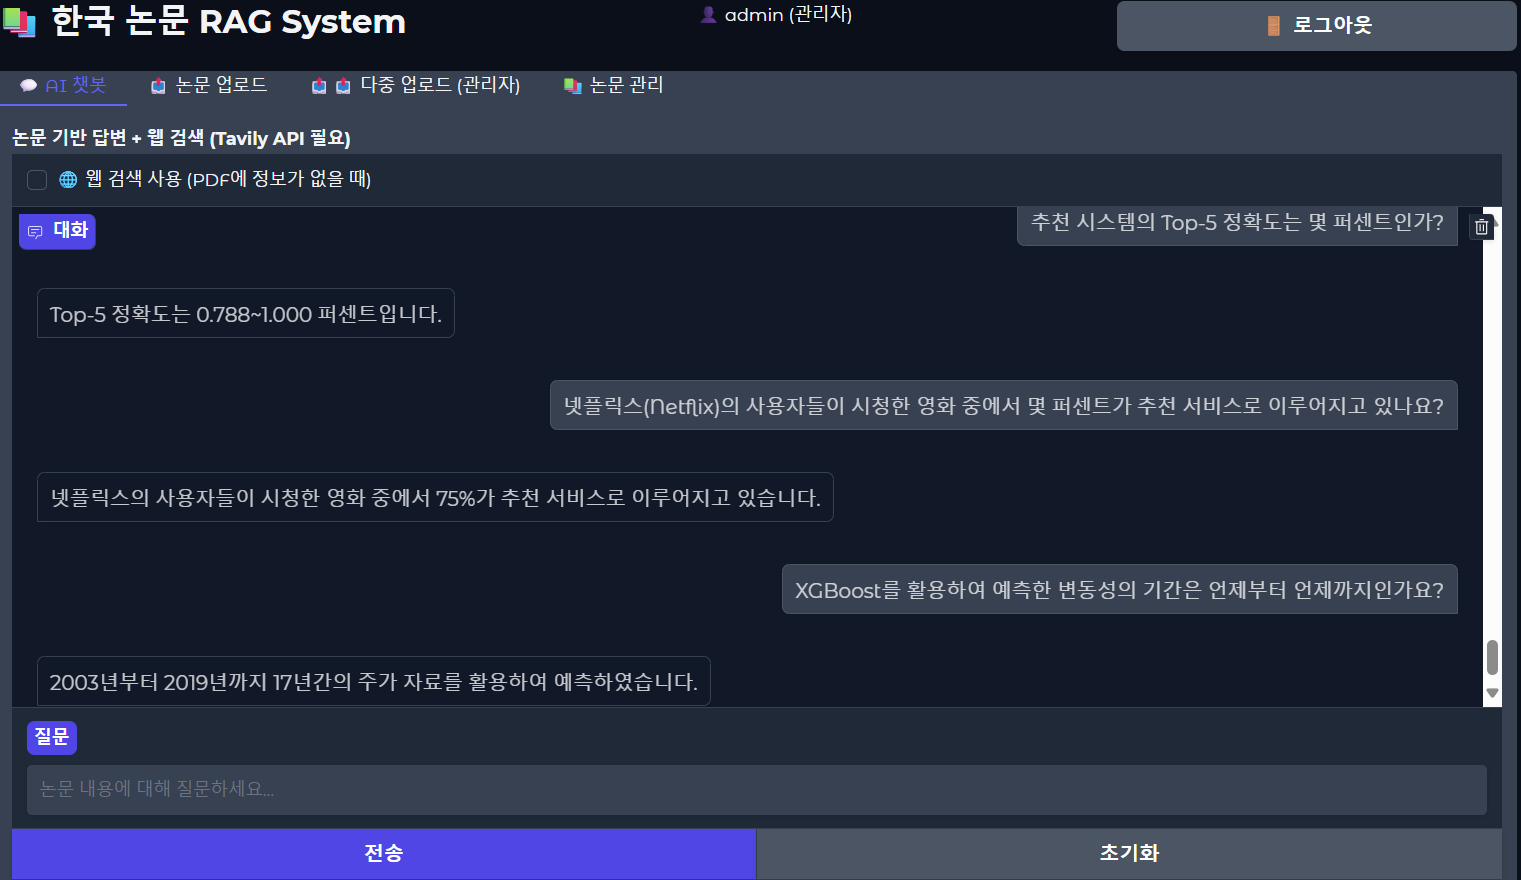 한국 논문 RAG System
admin (관리자)
로그아웃
AI 챗봇
논문 업로드
다중 업로드 (관리자)
논문 관리
논문 기반 답변 + 웹 검색 (Tavily API 필요)
웹 검색 사용 (PDF에 정보가 없을 때)
대화
추천 시스템의 Top-5 정확도는 몇 퍼센트인가?
Top-5 정확도는 0.788~1.000 퍼센트입니다.
넷플릭스(Netflix)의 사용자들이 시청한 영화 중에서 몇 퍼센트가 추천 서비스로 이루어지고 있나요?
넷플릭스의 사용자들이 시청한 영화 중에서 75%가 추천 서비스로 이루어지고 있습니다.
XGBoost를 활용하여 예측한 변동성의 기간은 언제부터 언제까지인가요?
2003년부터 2019년까지 17년간의 주가 자료를 활용하여 예측하였습니다.
질문
논문 내용에 대해 질문하세요...
전송
초기화